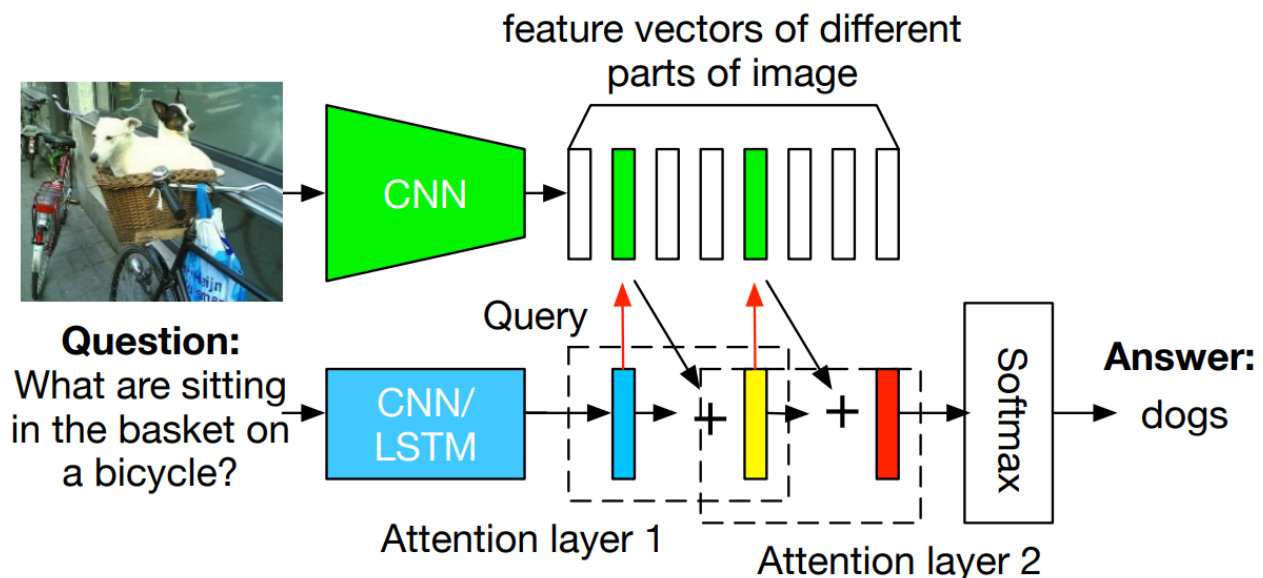 feature vectors of different
parts of image
CNN
Query
Question:
What are sitting
in the basket on
a bicycle?
CNN/
LSTM
+
+
Softmax
Answer:
dogs
Attention layer 1
Attention layer 2